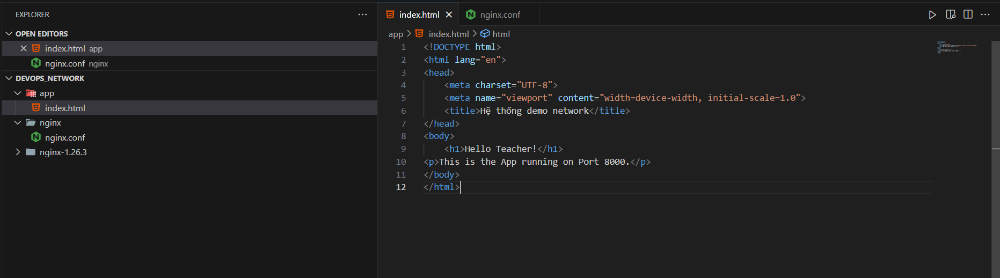 EXPLORER
OPEN EDITORS
index.html app
nginx.conf nginx
DEVOPS_NETWORK
app
index.html
nginx
nginx.conf
nginx-1.26.3
index.html
nginx.conf
app > index.html > html
1 <!DOCTYPE html>
2 <html lang="en">
3 <head>
4 <meta charset="UTF-8">
5 <meta name="viewport" content="width=device-width, initial-scale=1.0">
6 <title>Hệ thống demo network</title>
7 </head>
8 <body>
9 <h1>Hello Teacher!</h1>
10 <p>This is the App running on Port 8000.</p>
11 </body>
12 </html>